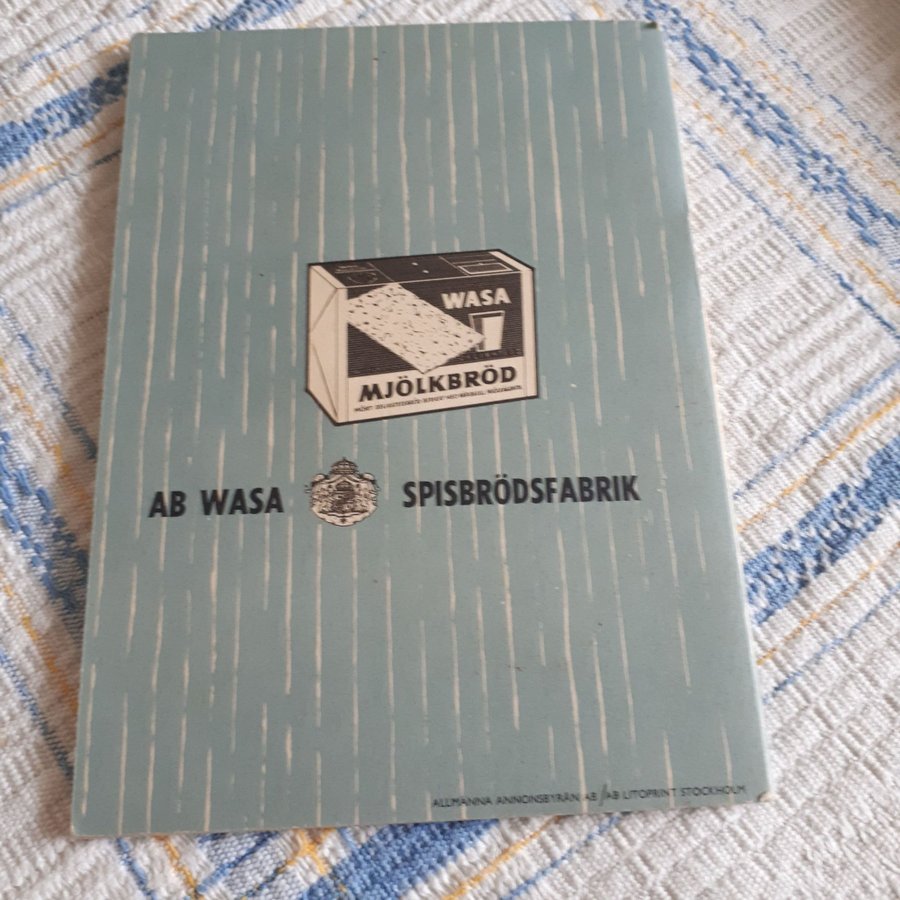 WASA
MJÖLKBRÖD
AB WASA SPISBRÖDSFABRIK
ALLMÄNNA ANNONSBYRÅN AB / AB LITOPRINT STOCKHOLM